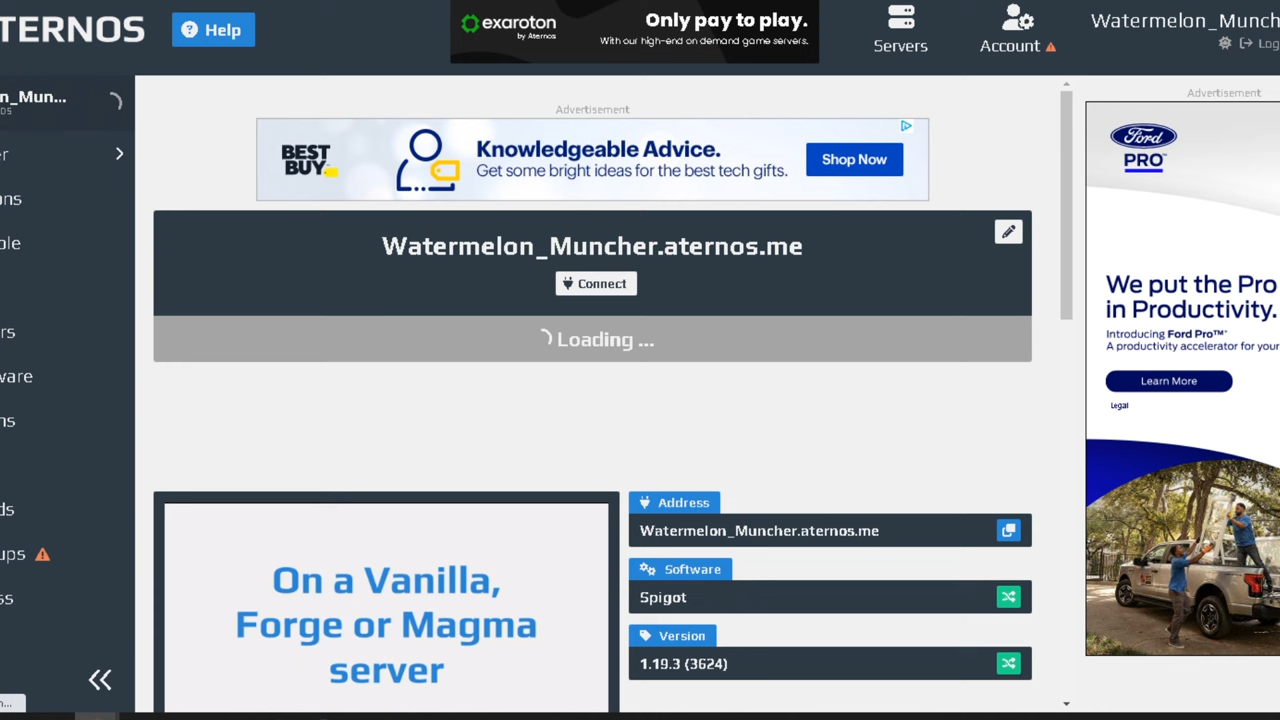 TERNOS
Help
exaroton
by Aternos
Only pay to play.
With our high-end on demand game servers.
Servers
Account
Watermelon_Munch
Log
n_Mun...
DS
er
ns
ole
rs
ware
ns
ds
ups
ss
n...
Advertisement
BEST
BUY
Knowledgeable Advice.
Get some bright ideas for the best tech gifts.
Shop Now
Watermelon_Muncher.aternos.me
Connect
Loading ...
On a Vanilla,
Forge or Magma
server
Address
Watermelon_Muncher.aternos.me
Software
Spigot
Version
1.19.3 (3624)
Advertisement
Ford
PRO™
We put the Pro
in Productivity.
Introducing Ford Pro™*
A productivity accelerator for your
Learn More
Legal